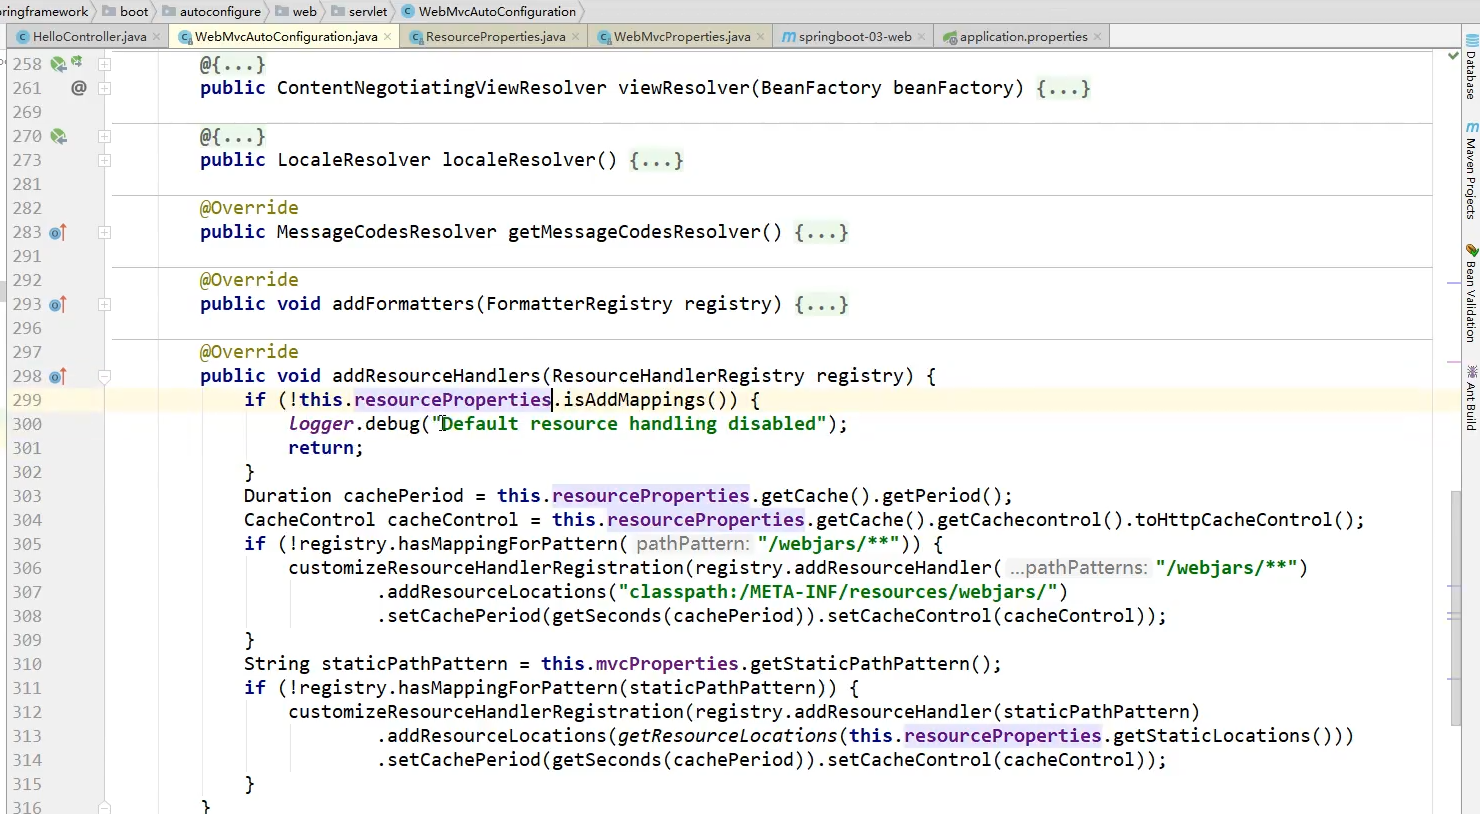 ringframework boot autoconfigure web servlet WebMvcAutoConfiguration
HelloController.java WebMvcAutoConfiguration.java ResourceProperties.java WebMvcProperties.java springboot-03-web application.properties
258 @{...}
261 @ public ContentNegotiatingViewResolver viewResolver(BeanFactory beanFactory) {...}
269
270 @{...}
273 public LocaleResolver localeResolver() {...}
281
282 @Override
283 public MessageCodesResolver getMessageCodesResolver() {...}
291
292 @Override
293 public void addFormatters(FormatterRegistry registry) {...}
296
297 @Override
298 public void addResourceHandlers(ResourceHandlerRegistry registry) {
299 if (!this.resourceProperties.isAddMappings()) {
300 logger.debug("Default resource handling disabled");
301 return;
302 }
303 Duration cachePeriod = this.resourceProperties.getCache().getPeriod();
304 CacheControl cacheControl = this.resourceProperties.getCache().getCachecontrol().toHttpCacheControl();
305 if (!registry.hasMappingForPattern( pathPattern: "/webjars/**")) {
306 customizeResourceHandlerRegistration(registry.addResourceHandler( ...pathPatterns: "/webjars/**")
307 .addResourceLocations("classpath:/META-INF/resources/webjars/")
308 .setCachePeriod(getSeconds(cachePeriod)).setCacheControl(cacheControl));
309 }
310 String staticPathPattern = this.mvcProperties.getStaticPathPattern();
311 if (!registry.hasMappingForPattern(staticPathPattern)) {
312 customizeResourceHandlerRegistration(registry.addResourceHandler(staticPathPattern)
313 .addResourceLocations(getResourceLocations(this.resourceProperties.getStaticLocations()))
314 .setCachePeriod(getSeconds(cachePeriod)).setCacheControl(cacheControl));
315 }
316 }
Database
Maven Projects
Bean Validation
Ant Build